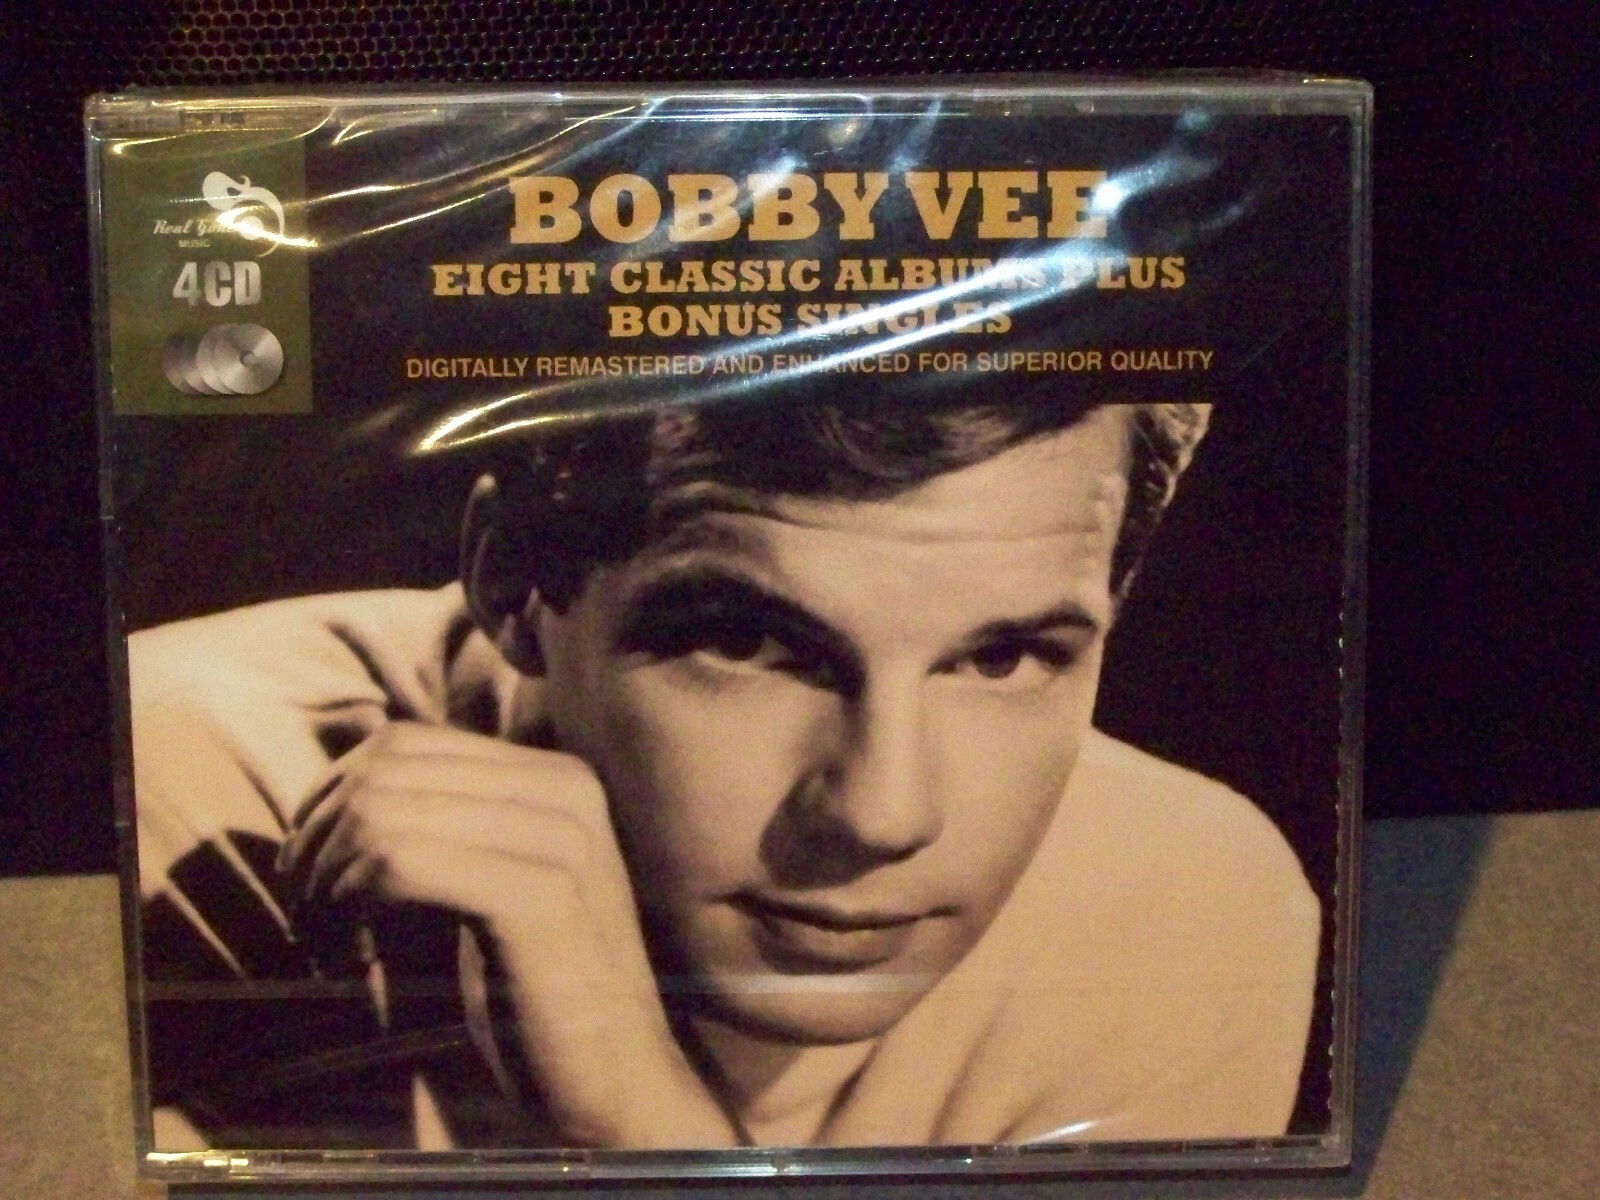 BOBBY VEE
EIGHT CLASSIC ALBUMS PLUS
BONUS SINGLES
DIGITALLY REMASTERED AND ENHANCED FOR SUPERIOR QUALITY
Real Gone
MUSIC
4CD